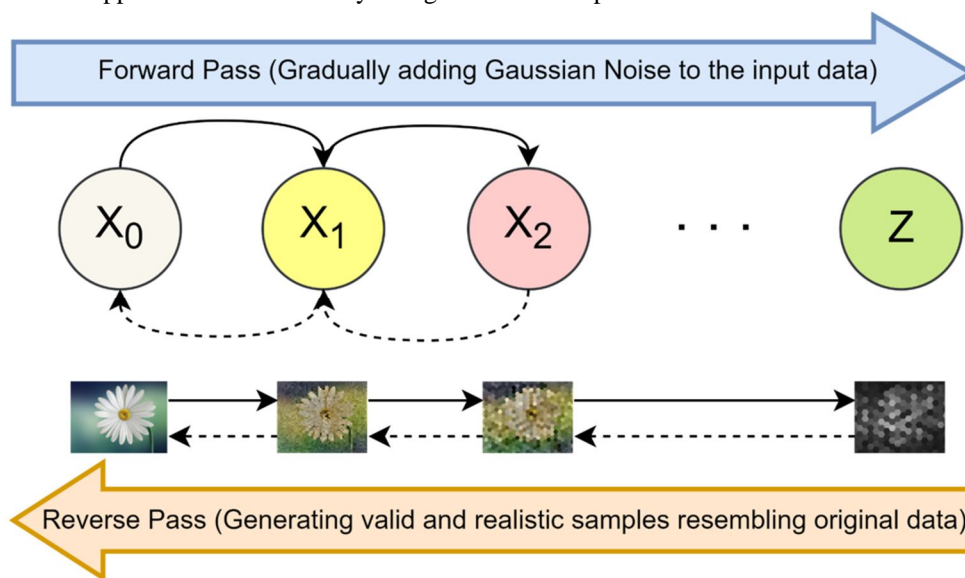 Forward Pass (Gradually adding Gaussian Noise to the input data)
X0 X1 X2 . . . Z
Reverse Pass (Generating valid and realistic samples resembling original data)